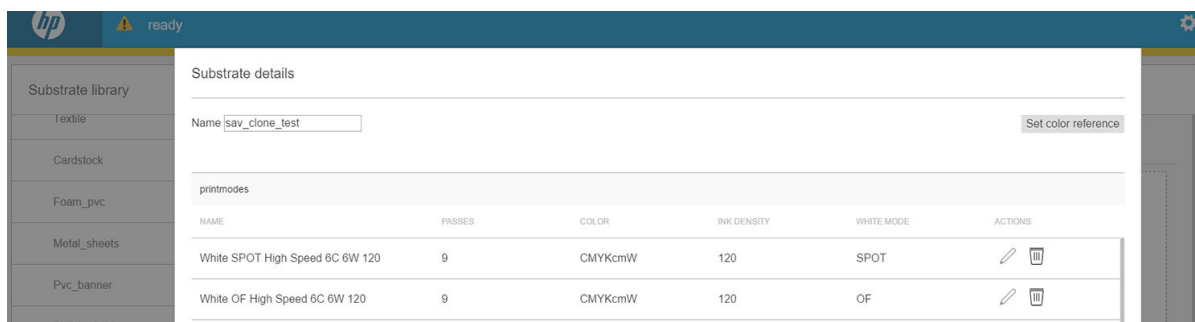 hp
ready
Substrate details
Substrate library
Textile
Name sav_clone_test
Set color reference
Cardstock
printmodes
Foam_pvc
NAME PASSES COLOR INK DENSITY WHITE MODE ACTIONS
Metal_sheets
White SPOT High Speed 6C 6W 120 9 CMYKcmW 120 SPOT
Pvc_banner
White OF High Speed 6C 6W 120 9 CMYKcmW 120 OF